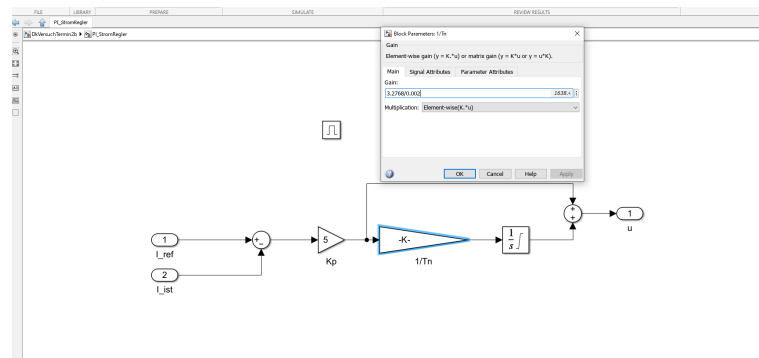 FILE LIBRARY PREPARE SIMULATE REVIEW RESULTS
PI_StromRegler
DkVersuchTermin2b PI_StromRegler
Block Parameters: 1/Tn
Gain
Element-wise gain (y = K.*u) or matrix gain (y = K*u or y = u*K).
Main Signal Attributes Parameter Attributes
Gain:
3.2768/0.002 1638.4
Multiplication: Element-wise(K.*u)
OK Cancel Help Apply
1
I_ref
2
I_ist
+
-
5
Kp
-K-
1/Tn
1
s
+
+
1
u